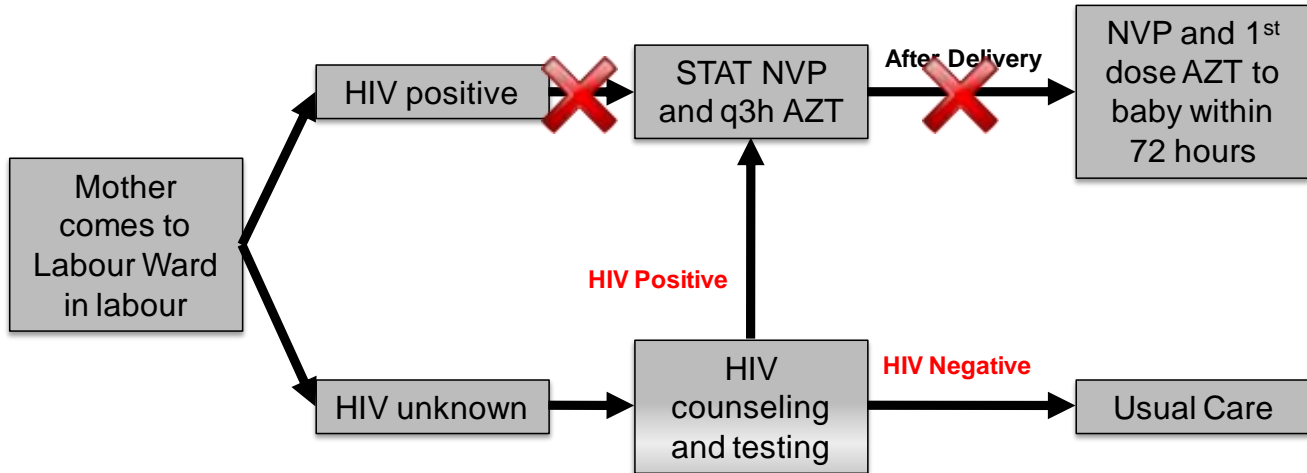 Mother
comes to
Labour Ward
in labour
HIV positive
HIV unknown
STAT NVP
and q3h AZT
HIV Positive
HIV
counseling
and testing
After Delivery
HIV Negative
NVP and 1st
dose AZT to
baby within
72 hours
Usual Care